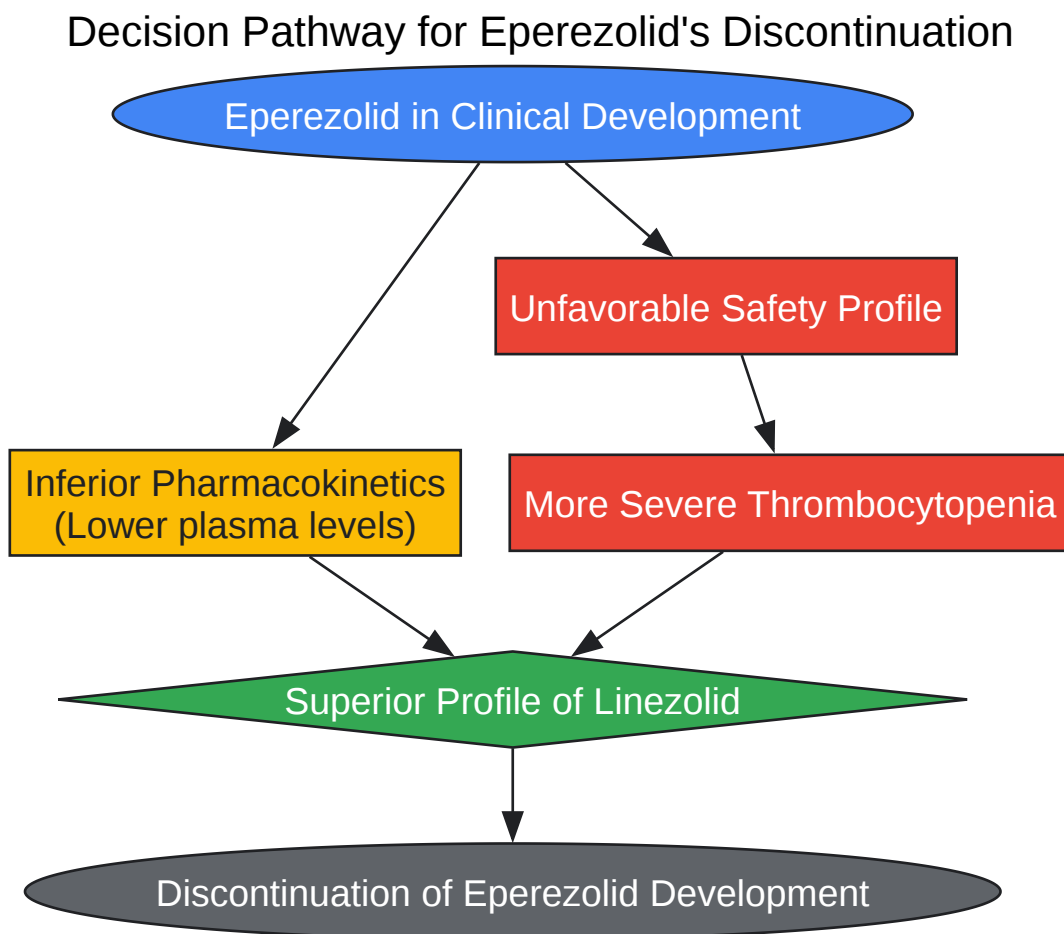 Decision Pathway for Eperezolid's Discontinuation
Eperezolid in Clinical Development
Unfavorable Safety Profile
Inferior Pharmacokinetics
(Lower plasma levels)
More Severe Thrombocytopenia
Superior Profile of Linezolid
Discontinuation of Eperezolid Development